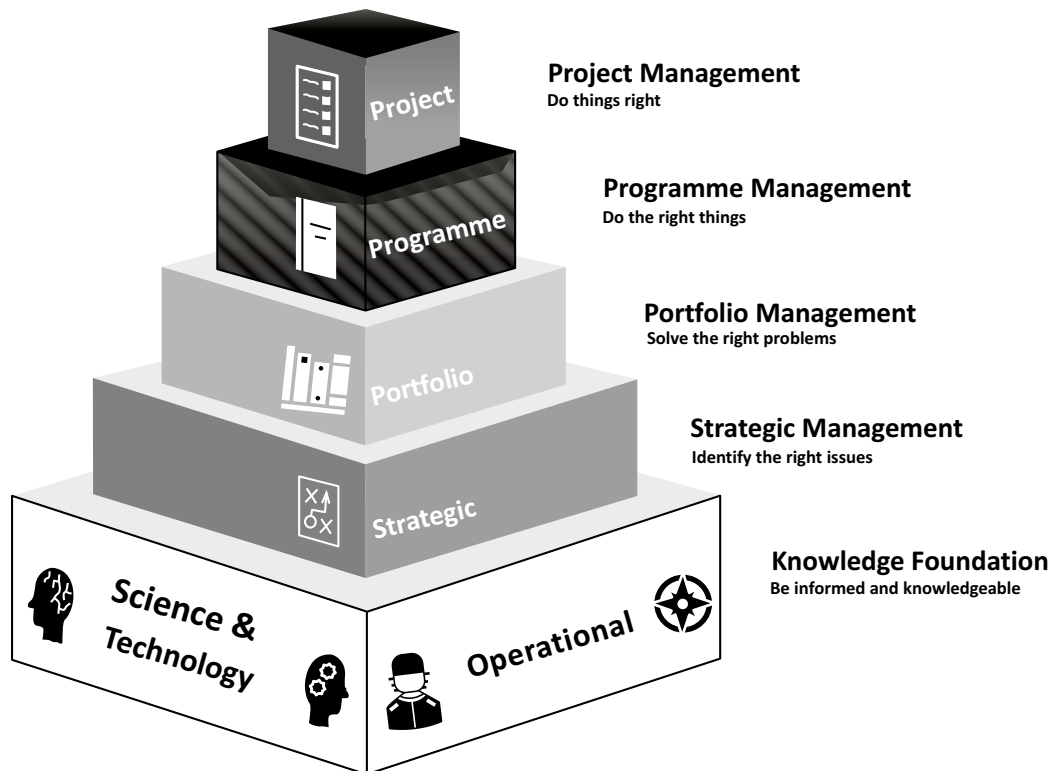 Project
Project Management
Do things right
Programme
Programme Management
Do the right things
Portfolio
Portfolio Management
Solve the right problems
Strategic
Strategic Management
Identify the right issues
Science &
Technology
Operational
Knowledge Foundation
Be informed and knowledgeable